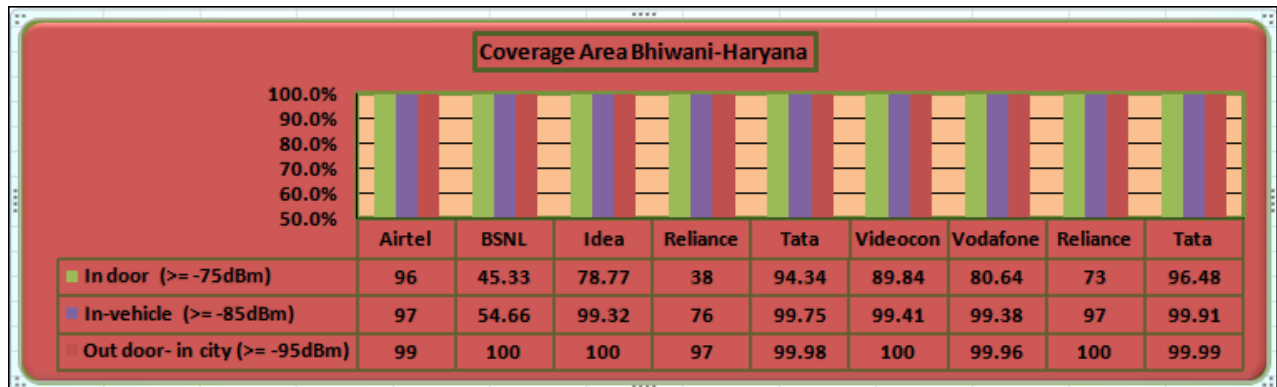 Coverage Area Bhiwani-Haryana
100.0%
90.0%
80.0%
70.0%
60.0%
50.0%
Airtel BSNL Idea Reliance Tata Videocon Vodafone Reliance Tata
In door (>= -75dBm) 96 45.33 78.77 38 94.34 89.84 80.64 73 96.48
In-vehicle (>= -85dBm) 97 54.66 99.32 76 99.75 99.41 99.38 97 99.91
Out door- in city (>= -95dBm) 99 100 100 97 99.98 100 99.96 100 99.99